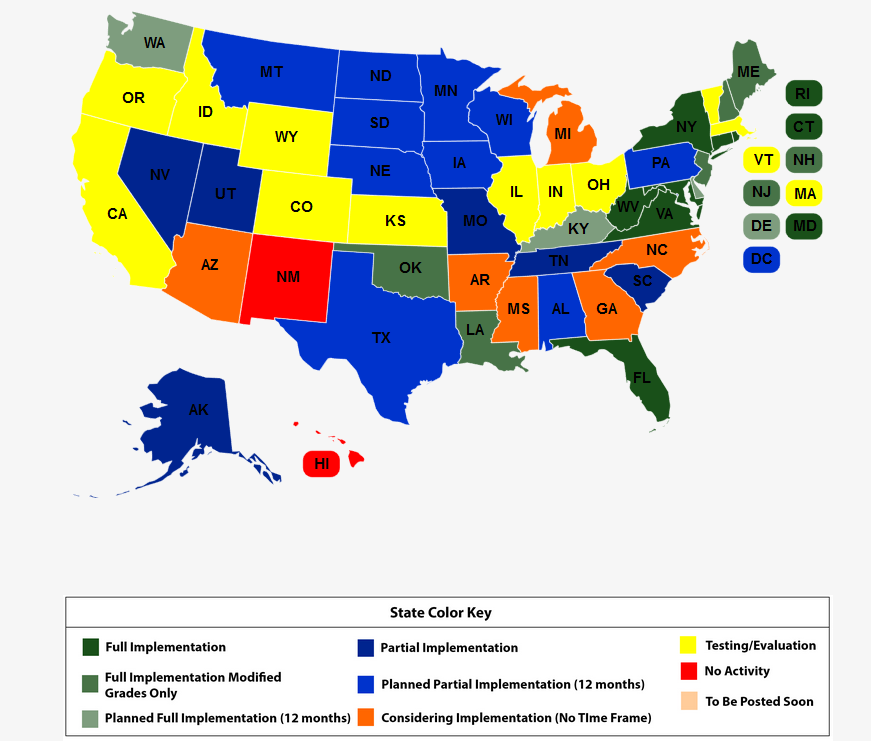 WA
MT
ND
MN
ME
OR
ID
WY
SD
WI
MI
NY
RI
CT
NV
UT
NE
IA
IL
IN
OH
PA
VT
NH
CA
CO
KS
MO
KY
WV
VA
NJ
MA
AZ
NM
OK
AR
TN
NC
SC
DE
MD
DC
TX
LA
MS
AL
GA
FL
AK
HI
State Color Key
Full Implementation
Partial Implementation
Testing/Evaluation
Full Implementation Modified
Grades Only
Planned Partial Implementation (12 months)
No Activity
Planned Full Implementation (12 months)
Considering Implementation (No TIme Frame)
To Be Posted Soon